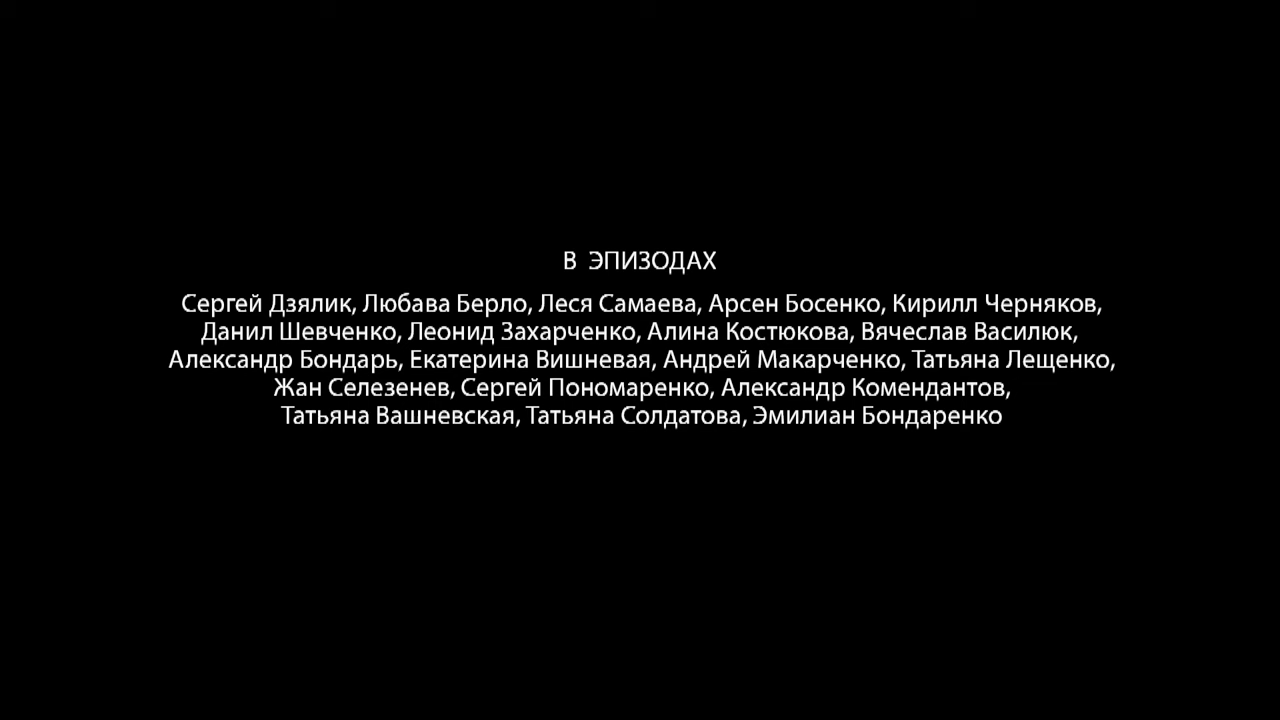 В ЭПИЗОДАХ
Сергей Дзялик, Любава Берло, Леся Самаева, Арсен Босенко, Кирилл Черняков,
Данил Шевченко, Леонид Захарченко, Алина Костюкова, Вячеслав Василюк,
Александр Бондарь, Екатерина Вишневая, Андрей Макарченко, Татьяна Лещенко,
Жан Селезенев, Сергей Пономаренко, Александр Комендантов,
Татьяна Вашневская, Татьяна Солдатова, Эмилиан Бондаренко